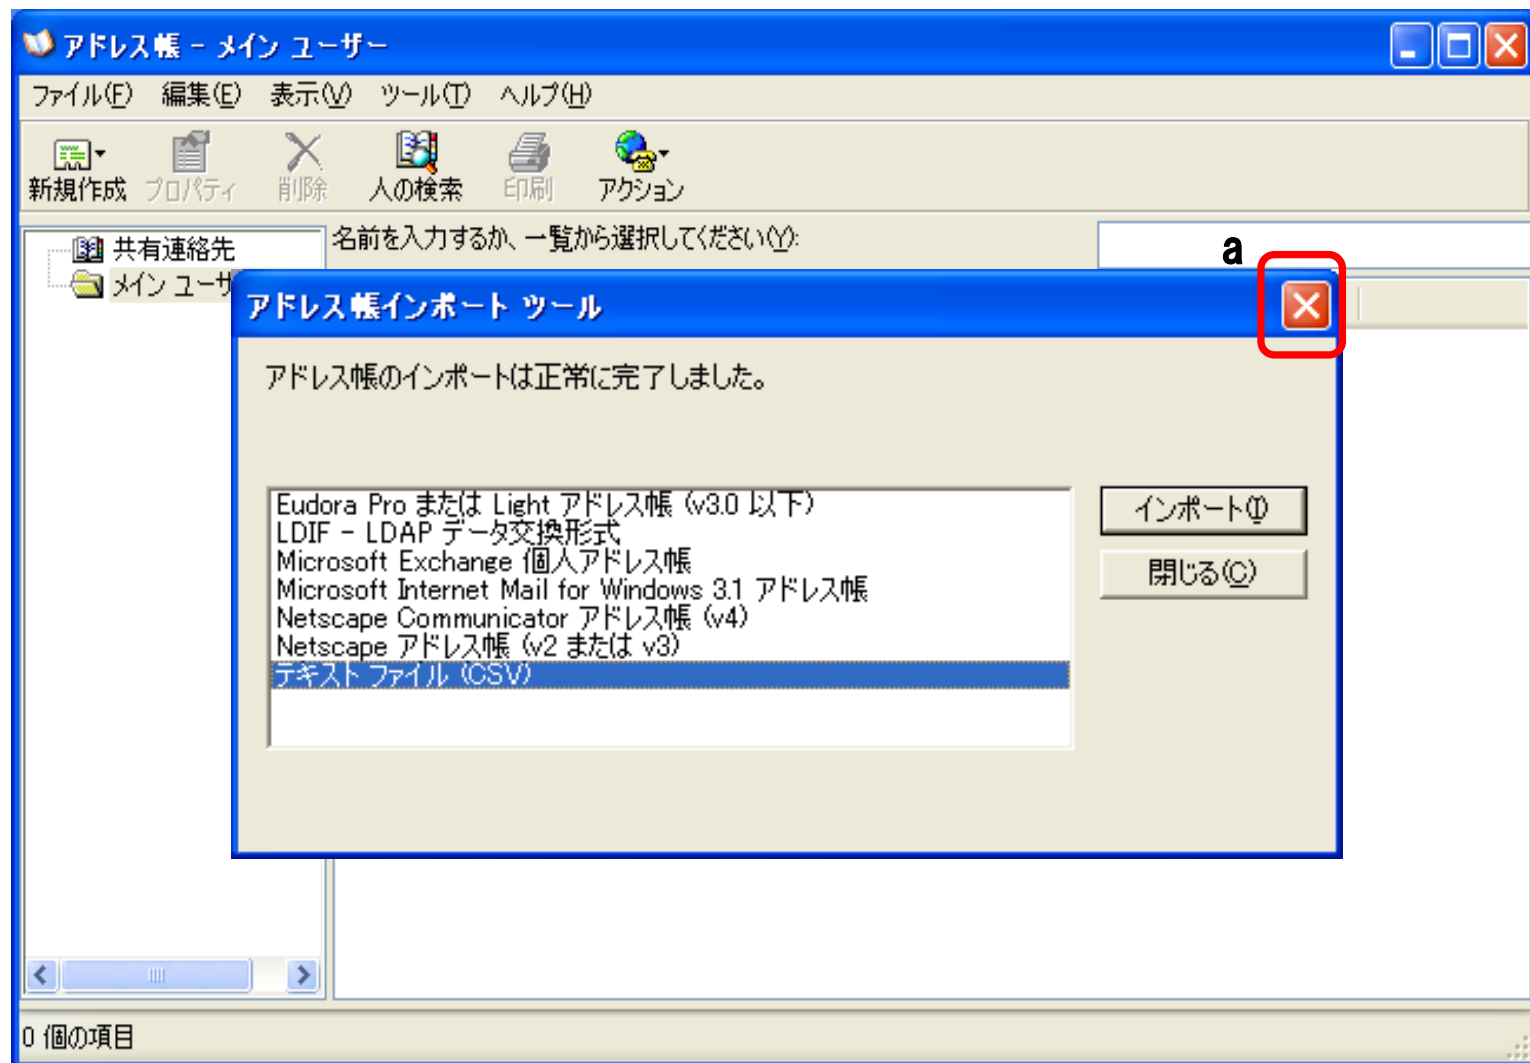 アドレス帳 - メイン ユーザー
ファイル(F) 編集(E) 表示(V) ツール(T) ヘルプ(H)
新規作成 プロパティ 削除 人の検索 印刷 アクション
共有連絡先
名前を入力するか、一覧から選択してください(Y):
a
メイン ユーザ
アドレス帳インポート ツール
アドレス帳のインポートは正常に完了しました。
Eudora Pro または Light アドレス帳 (v3.0 以下)
LDIF - LDAP データ交換形式
Microsoft Exchange 個人アドレス帳
Microsoft Internet Mail for Windows 3.1 アドレス帳
Netscape Communicator アドレス帳 (v4)
Netscape アドレス帳 (v2 または v3)
テキスト ファイル (CSV)
インポート(I)
閉じる(C)
0 個の項目